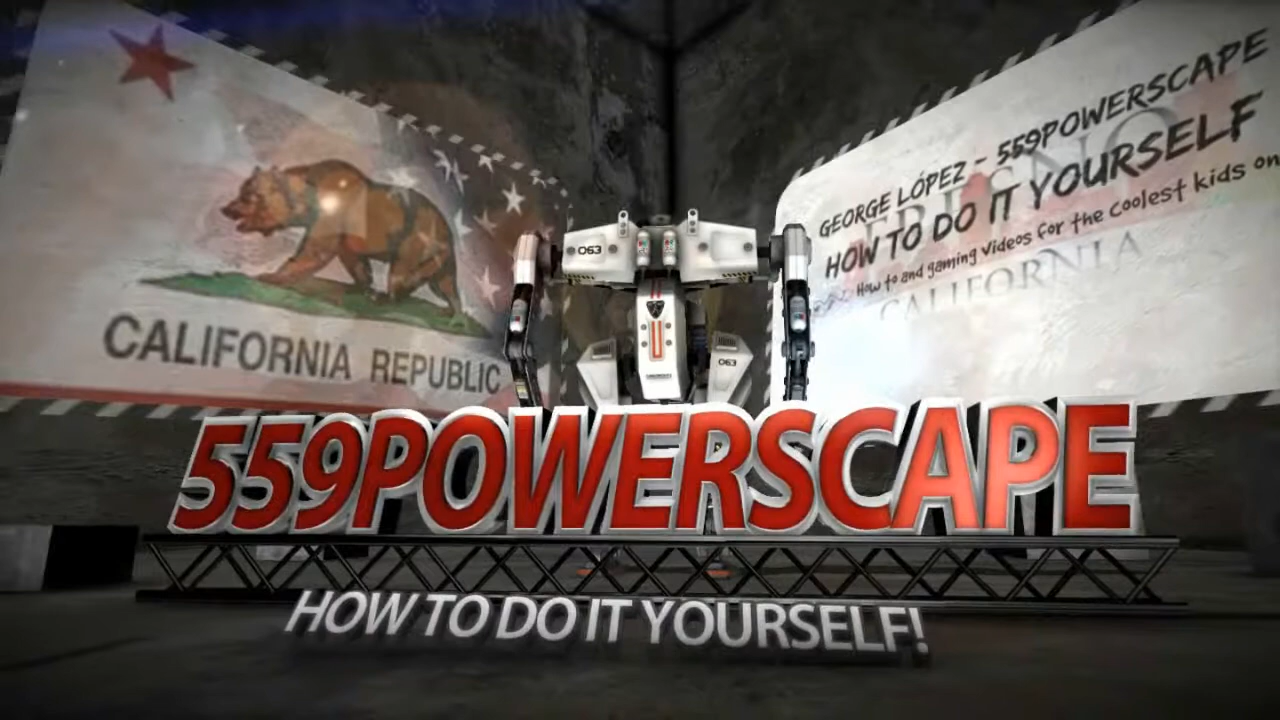 CALIFORNIA REPUBLIC
GEORGE LÓPEZ - 559POWERSCAPE
HOW TO DO IT YOURSELF
How to and gaming videos for the coolest kids on
FRESNO
CALIFORNIA
063
063
559POWERSCAPE
HOW TO DO IT YOURSELF!